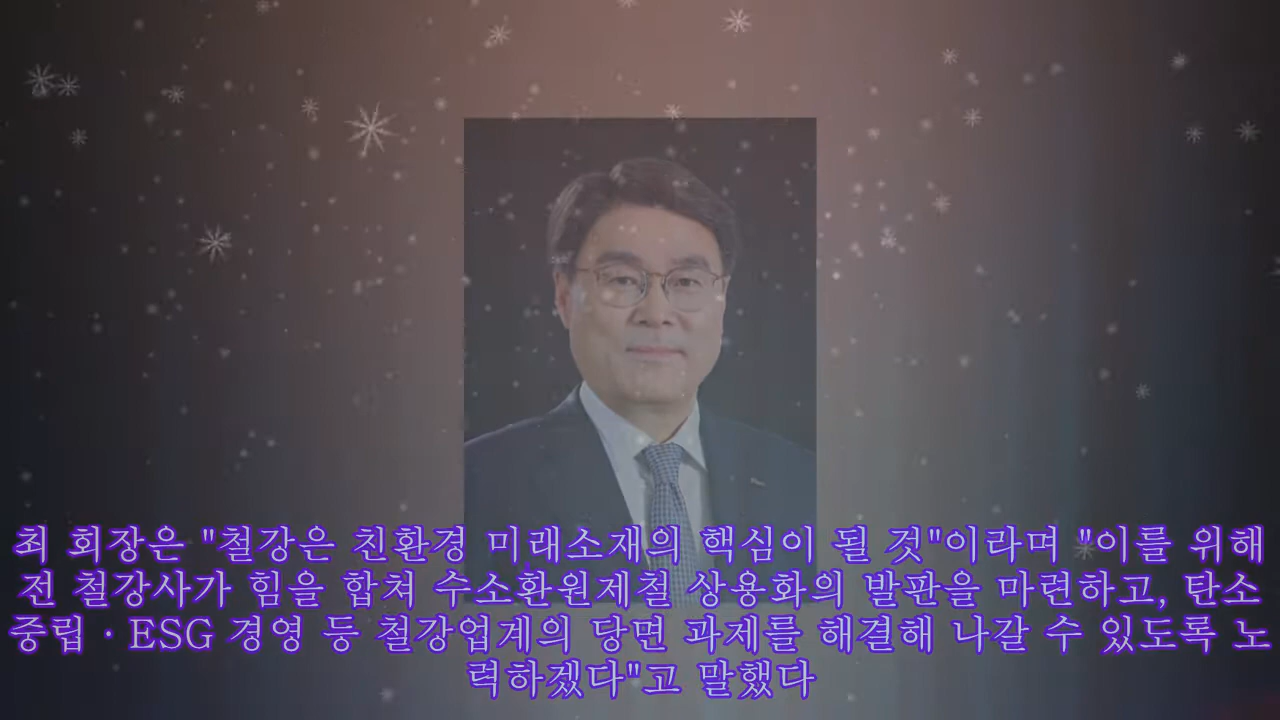 최 회장은 "철강은 친환경 미래소재의 핵심이 될 것"이라며 "이를 위해
전 철강사가 힘을 합쳐 수소환원제철 상용화의 발판을 마련하고, 탄소
중립·ESG 경영 등 철강업계의 당면 과제를 해결해 나갈 수 있도록 노
력하겠다"고 말했다